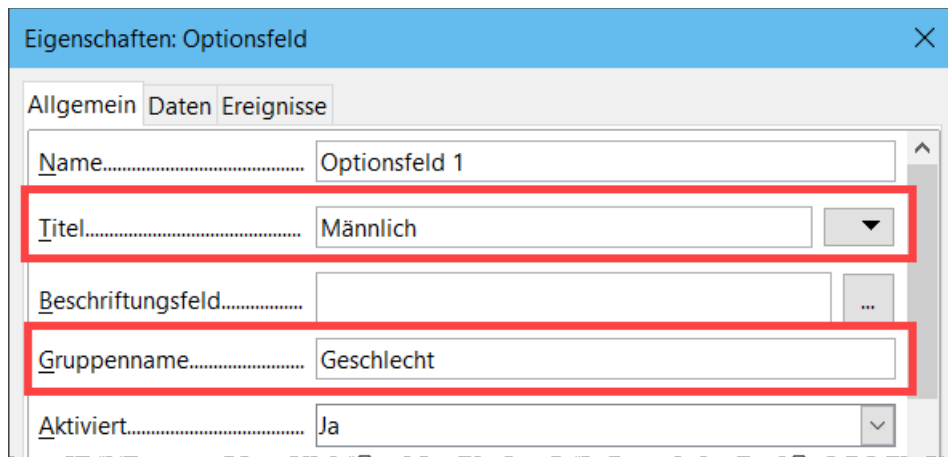 Eigenschaften: Optionsfeld
Allgemein Daten Ereignisse
Name........................................ Optionsfeld 1
Titel........................................... Männlich
Beschriftungsfeld................ ...
Gruppenname....................... Geschlecht
Aktiviert................................... Ja